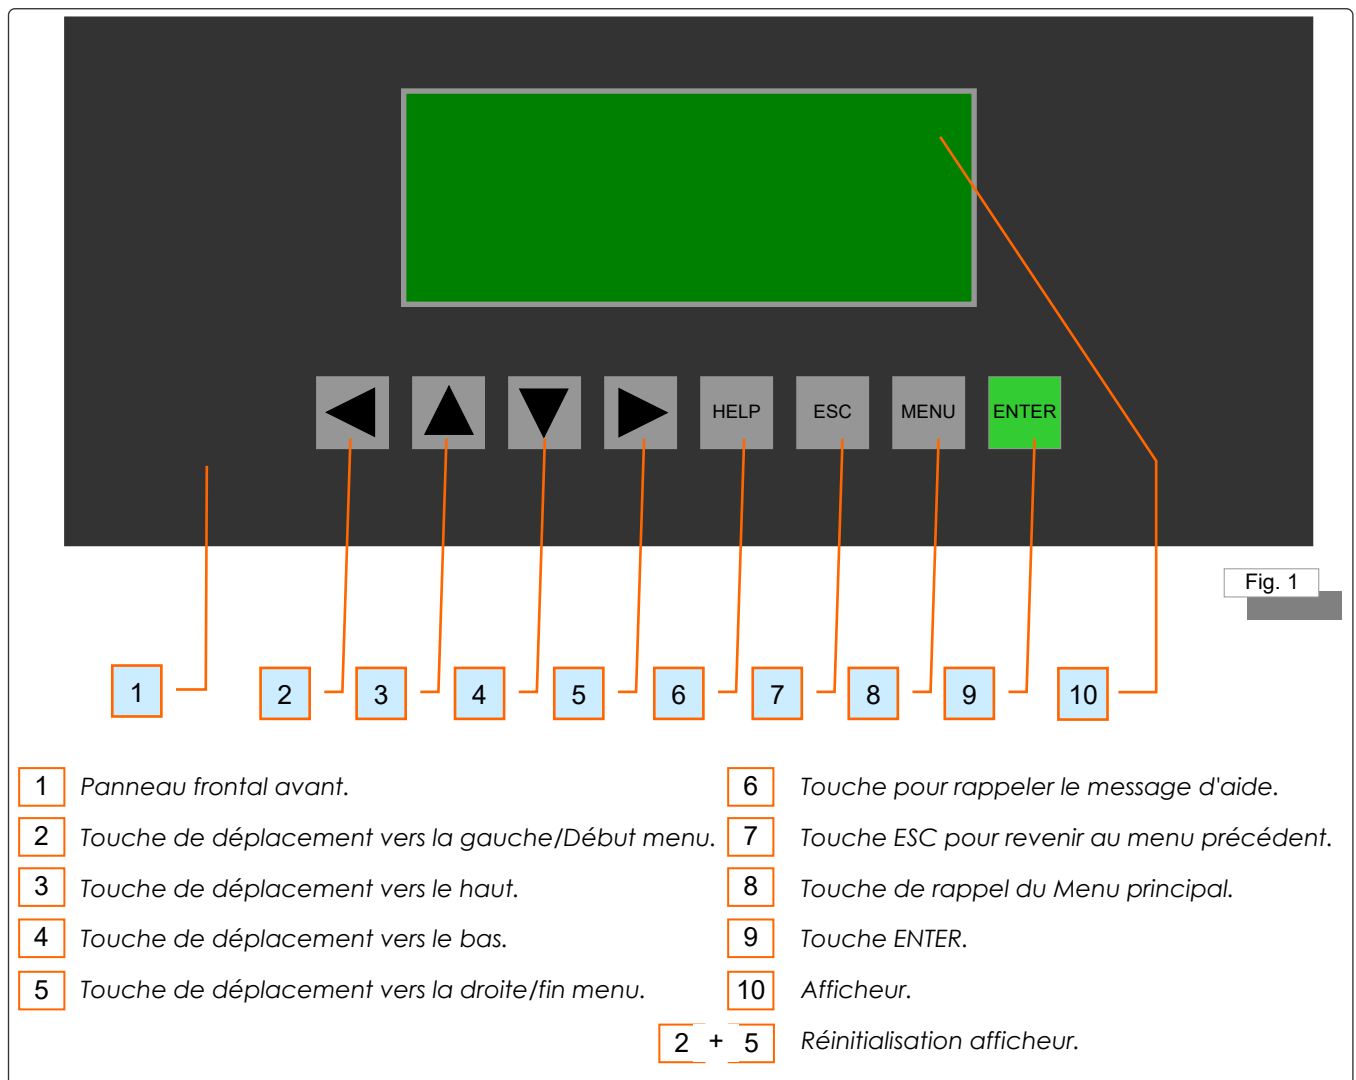 HELP ESC MENU ENTER
Fig. 1
1 2 3 4 5 6 7 8 9 10
1 Panneau frontal avant.
2 Touche de déplacement vers la gauche/Début menu.
3 Touche de déplacement vers le haut.
4 Touche de déplacement vers le bas.
5 Touche de déplacement vers la droite/fin menu.
6 Touche pour rappeler le message d'aide.
7 Touche ESC pour revenir au menu précédent.
8 Touche de rappel du Menu principal.
9 Touche ENTER.
10 Afficheur.
2 + 5 Réinitialisation afficheur.